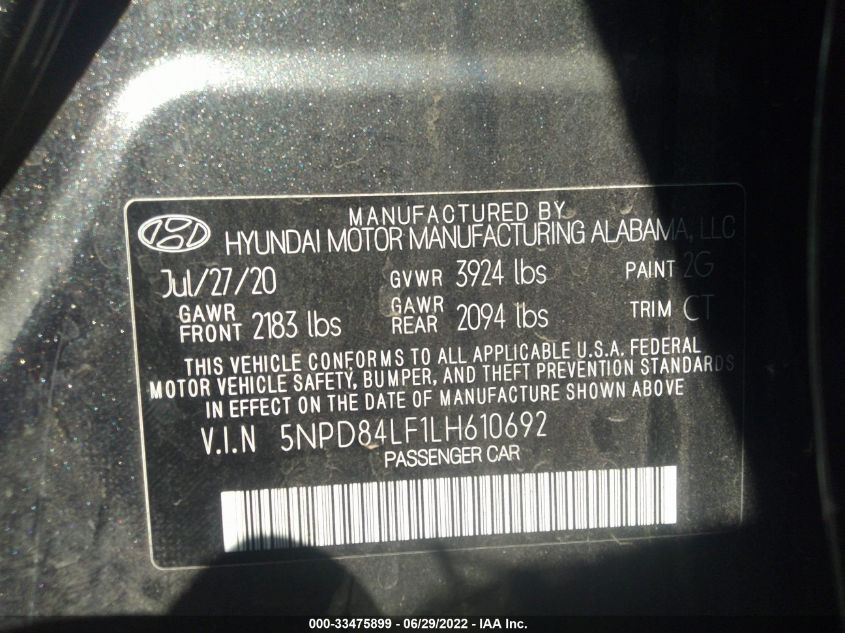 MANUFACTURED BY
HYUNDAI MOTOR MANUFACTURING ALABAMA, LLC
Jul/27/20 GVWR 3924 lbs PAINT 2G
GAWR FRONT 2183 lbs GAWR REAR 2094 lbs TRIM CT
THIS VEHICLE CONFORMS TO ALL APPLICABLE U.S.A. FEDERAL
MOTOR VEHICLE SAFETY, BUMPER, AND THEFT PREVENTION STANDARDS
IN EFFECT ON THE DATE OF MANUFACTURE SHOWN ABOVE
V.I.N 5NPD84LF1LH610692
PASSENGER CAR
000-33475899 - 06/29/2022 - IAA Inc.